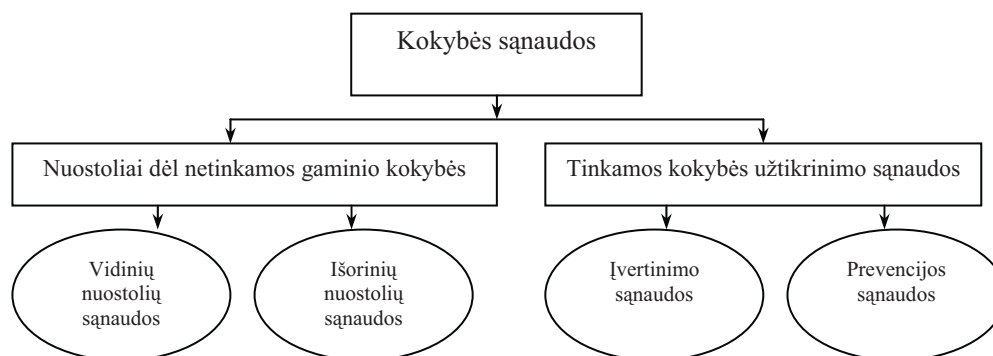 Kokybės sąnaudos
Nuostoliai dėl netinkamos gaminio kokybės
Tinkamos kokybės užtikrinimo sąnaudos
Vidinių
nuostolių
sąnaudos
Išorinių
nuostolių
sąnaudos
Įvertinimo
sąnaudos
Prevencijos
sąnaudos